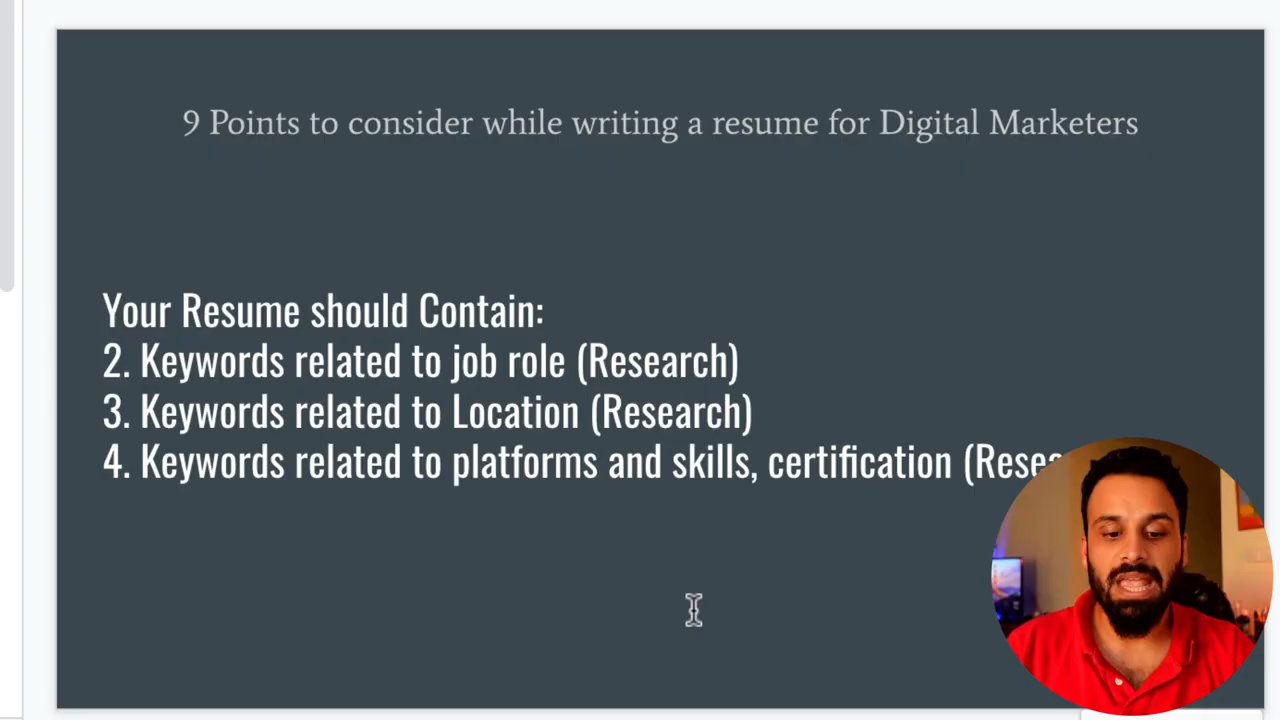 9 Points to consider while writing a resume for Digital Marketers
Your Resume should Contain:
2. Keywords related to job role (Research)
3. Keywords related to Location (Research)
4. Keywords related to platforms and skills, certification